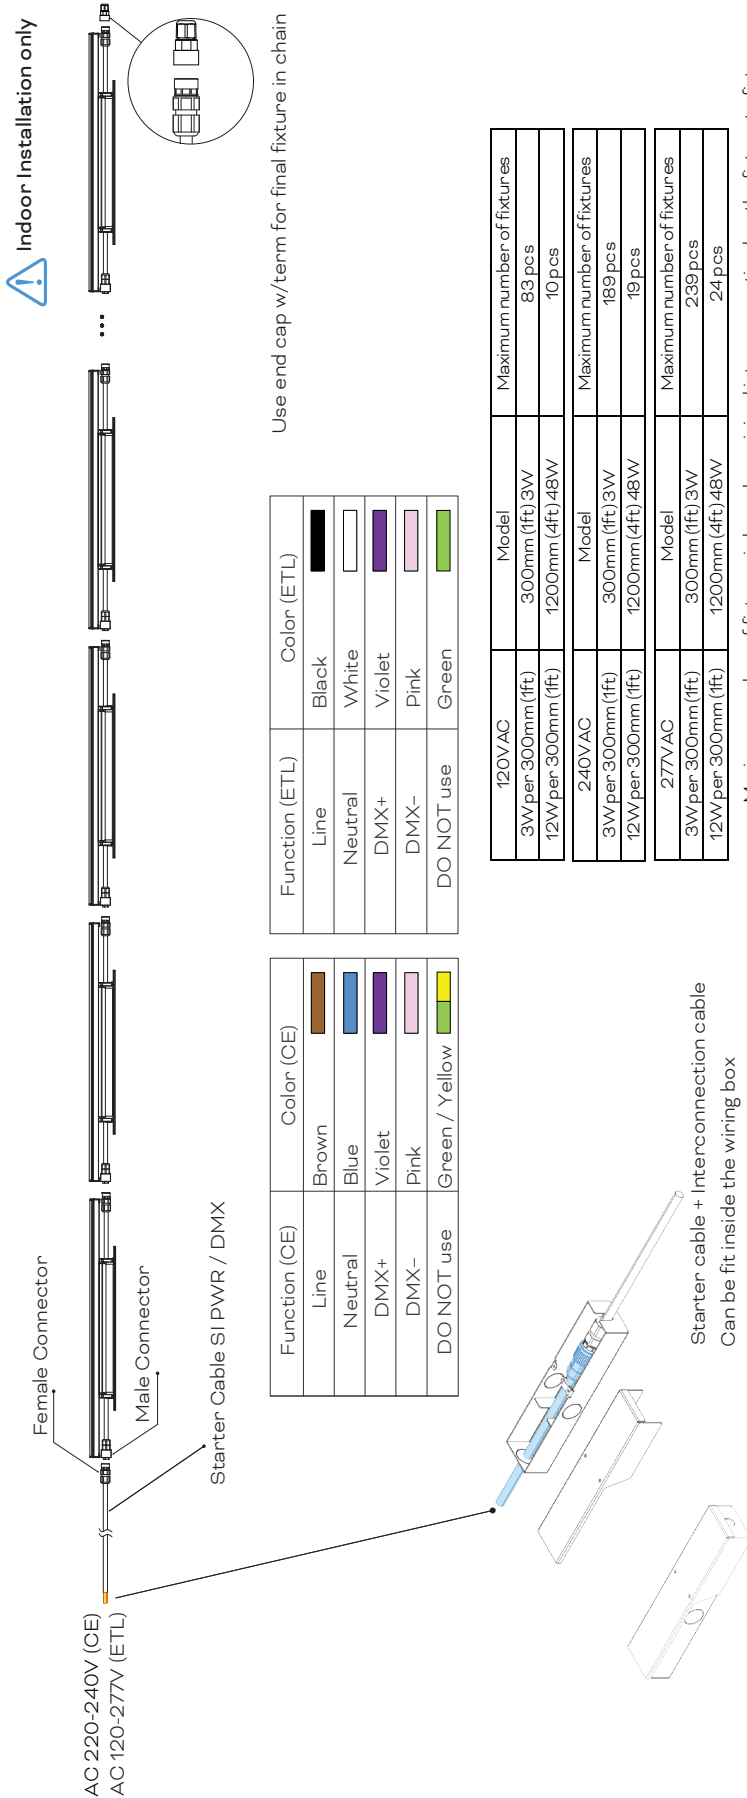 Indoor Installation only
Female Connector
Male Connector
Starter Cable SI PWR / DMX
AC 220-240V (CE)
AC 120-277V (ETL)
Use end cap w/term for final fixture in chain
Function (CE) Color (CE)
Line Brown
Neutral Blue
DMX+ Violet
DMX– Pink
DO NOT use Green / Yellow
Function (ETL) Color (ETL)
Line Black
Neutral White
DMX+ Violet
DMX– Pink
DO NOT use Green
120VAC Model Maximum number of fixtures
3W per 300mm (1ft) 300mm (1ft) 3W 83 pcs
12W per 300mm (1ft) 1200mm (4ft) 48W 10 pcs
240VAC Model Maximum number of fixtures
3W per 300mm (1ft) 300mm (1ft) 3W 189 pcs
12W per 300mm (1ft) 1200mm (4ft) 48W 19 pcs
277VAC Model Maximum number of fixtures
3W per 300mm (1ft) 300mm (1ft) 3W 239 pcs
12W per 300mm (1ft) 1200mm (4ft) 48W 24 pcs
Starter cable + Interconnection cable
Can be fit inside the wiring box